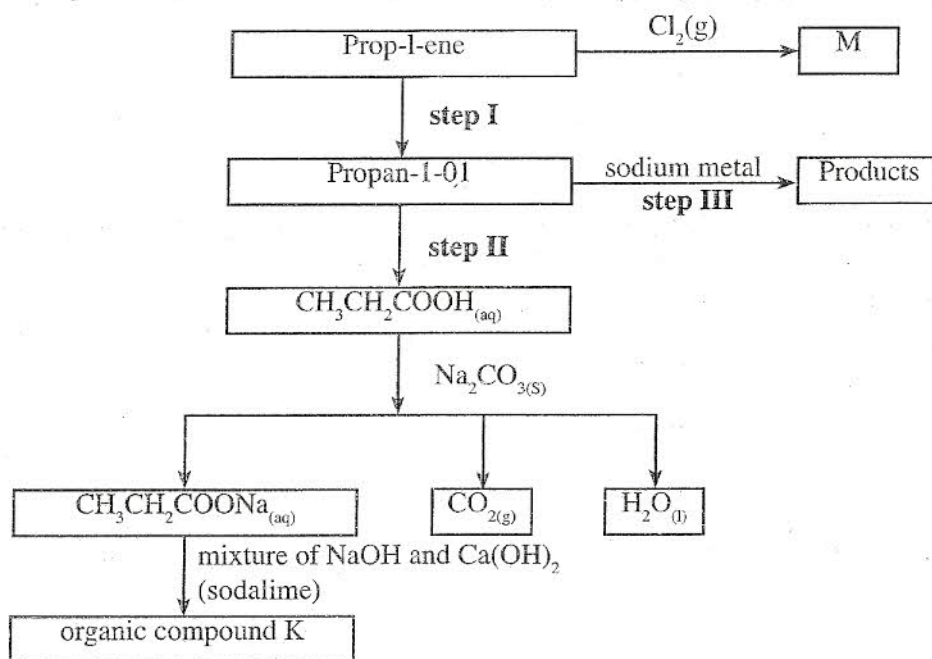 Prop-l-ene
Cl₂(g)
M
step I
Propan-1-0,1
sodium metal
step III
Products
step II
CH₃CH₂COOH₍aq₎
Na₂CO₃₍S₎
CH₃CH₂COONa₍aq₎
CO₂₍g₎
H₂O₍l₎
mixture of NaOH and Ca(OH)₂
(sodalime)
organic compound K